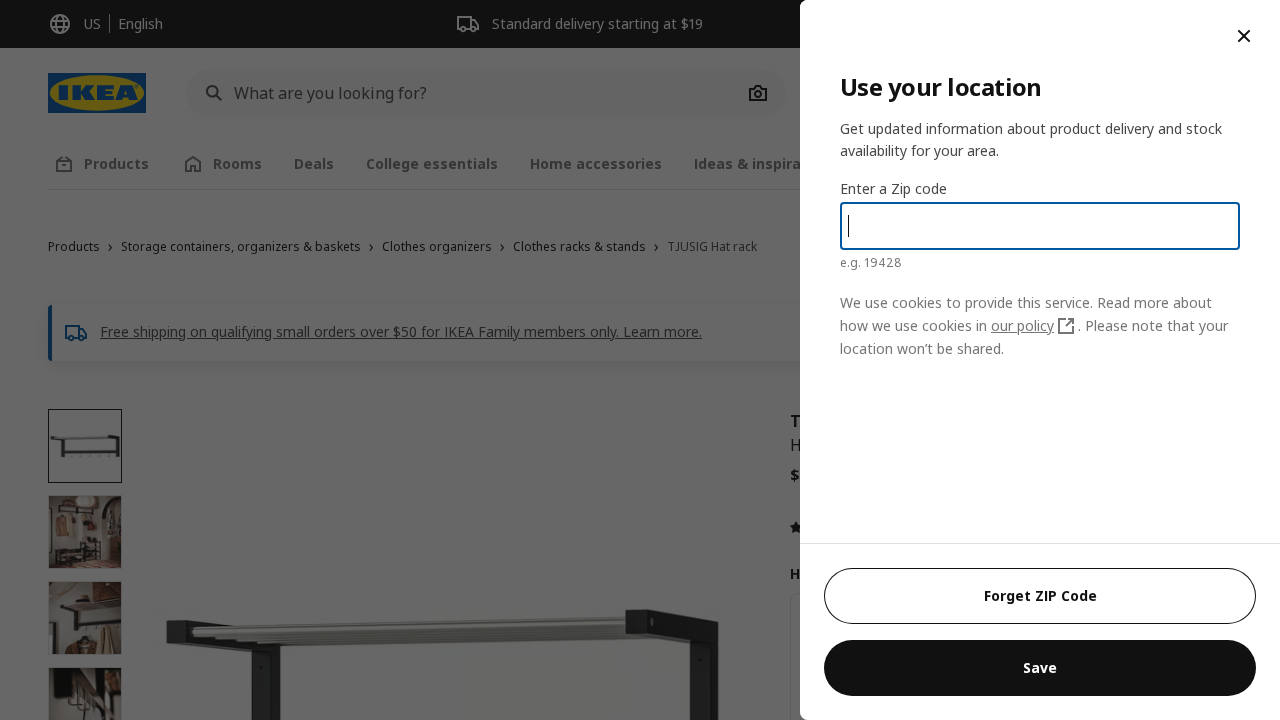 US English
Standard delivery starting at $19
IKEA
What are you looking for?
Products
Rooms
Deals
College essentials
Home accessories
Ideas &
Products › Storage containers, organizers & baskets › Clothes organizers › Clothes racks & stands › TJUSIG Hat rack
Free shipping on qualifying small orders over $50 for IKEA Family members only. Learn more.
$
Use your location
Get updated information about product delivery and stock
availability for your area.
Enter a Zip code
e.g. 19428
We use cookies to provide this service. Read more about
how we use cookies in our policy . Please note that your
location won’t be shared.
Forget ZIP Code
Save